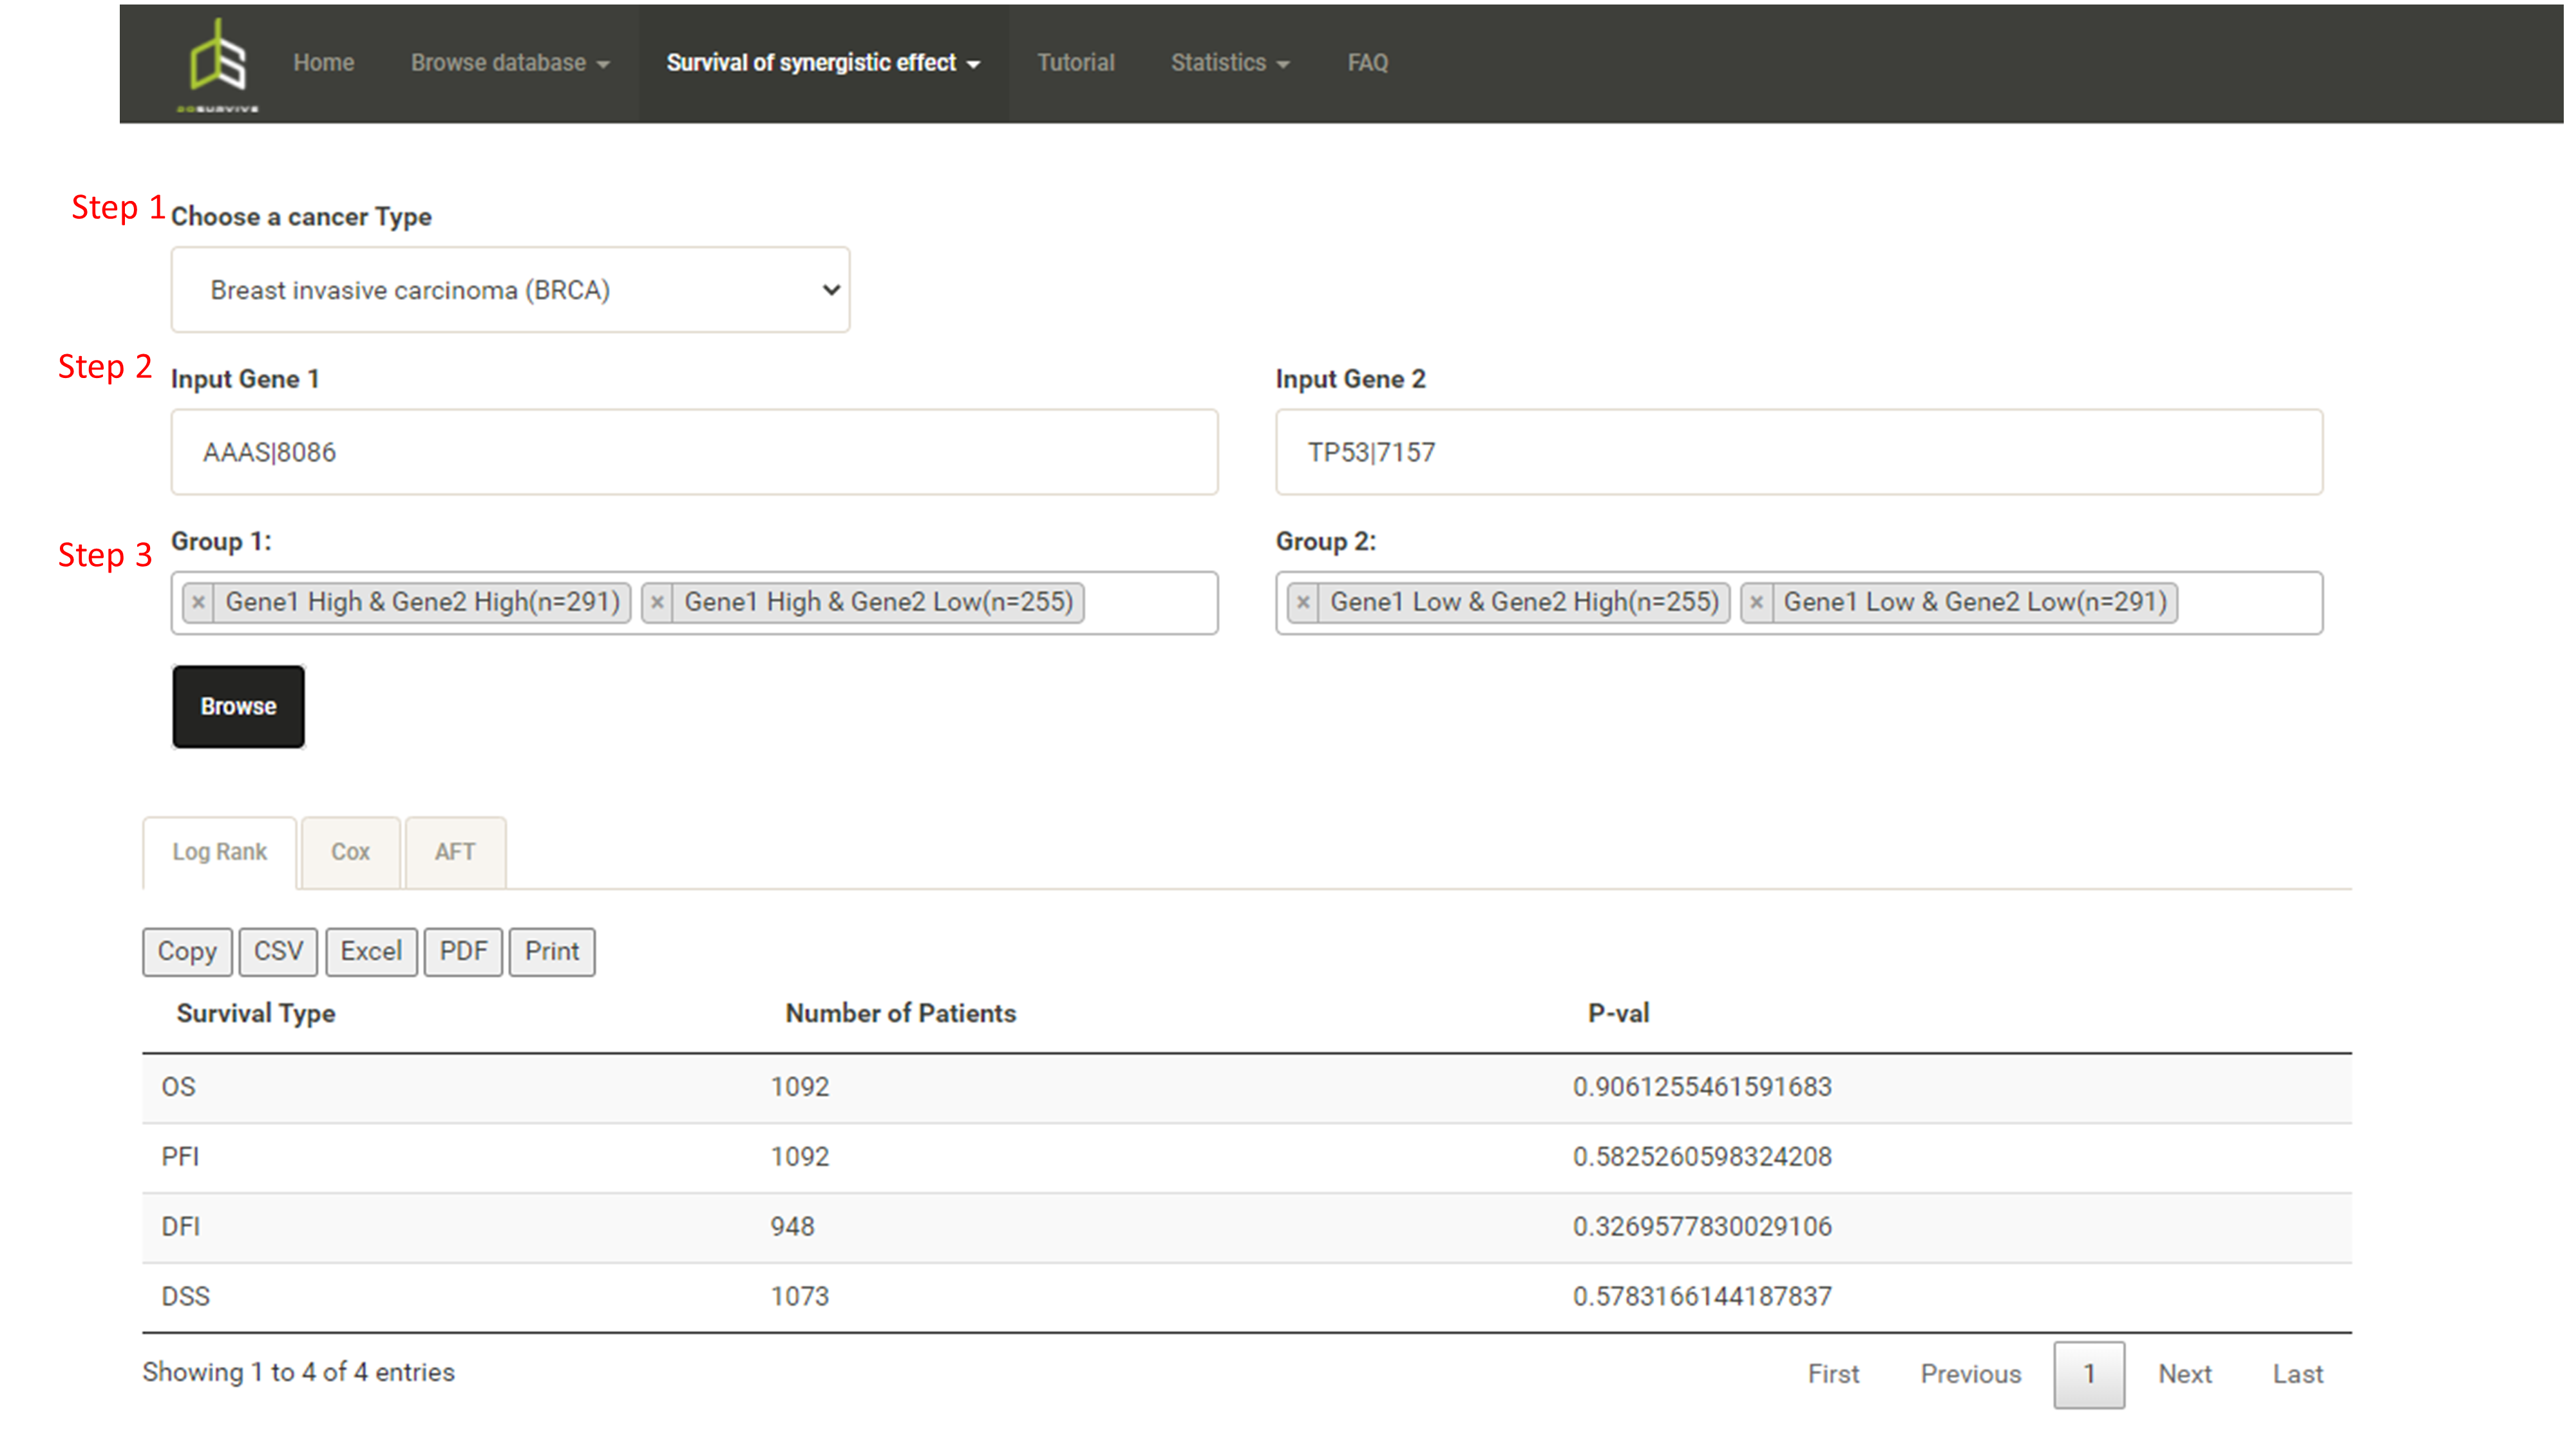 Home Browse database Survival of synergistic effect Tutorial Statistics FAQ
Step 1 Choose a cancer Type
Breast invasive carcinoma (BRCA)
Step 2 Input Gene 1 Input Gene 2
AAAS|8086 TP53|7157
Step 3 Group 1: Group 2:
× Gene1 High & Gene2 High(n=291) × Gene1 High & Gene2 Low(n=255) × Gene1 Low & Gene2 High(n=255) × Gene1 Low & Gene2 Low(n=291)
Browse
Log Rank Cox AFT
Copy CSV Excel PDF Print
Survival Type Number of Patients P-val
OS 1092 0.9061255461591683
PFI 1092 0.5825260598324208
DFI 948 0.3269577830029106
DSS 1073 0.5783166144187837
Showing 1 to 4 of 4 entries First Previous 1 Next Last